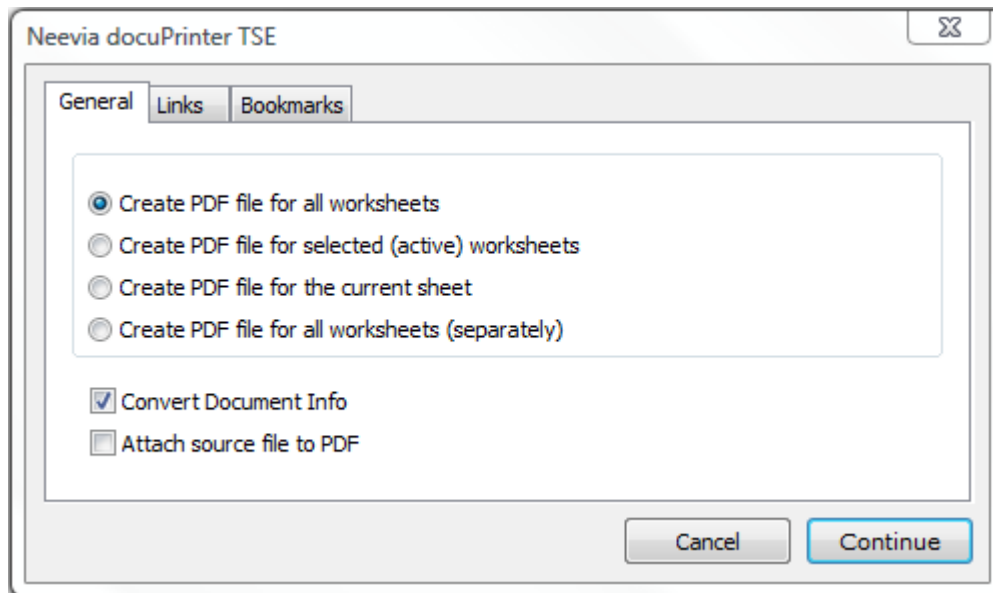 Neevia docuPrinter TSE
General Links Bookmarks
Create PDF file for all worksheets
Create PDF file for selected (active) worksheets
Create PDF file for the current sheet
Create PDF file for all worksheets (separately)
Convert Document Info
Attach source file to PDF
Cancel Continue